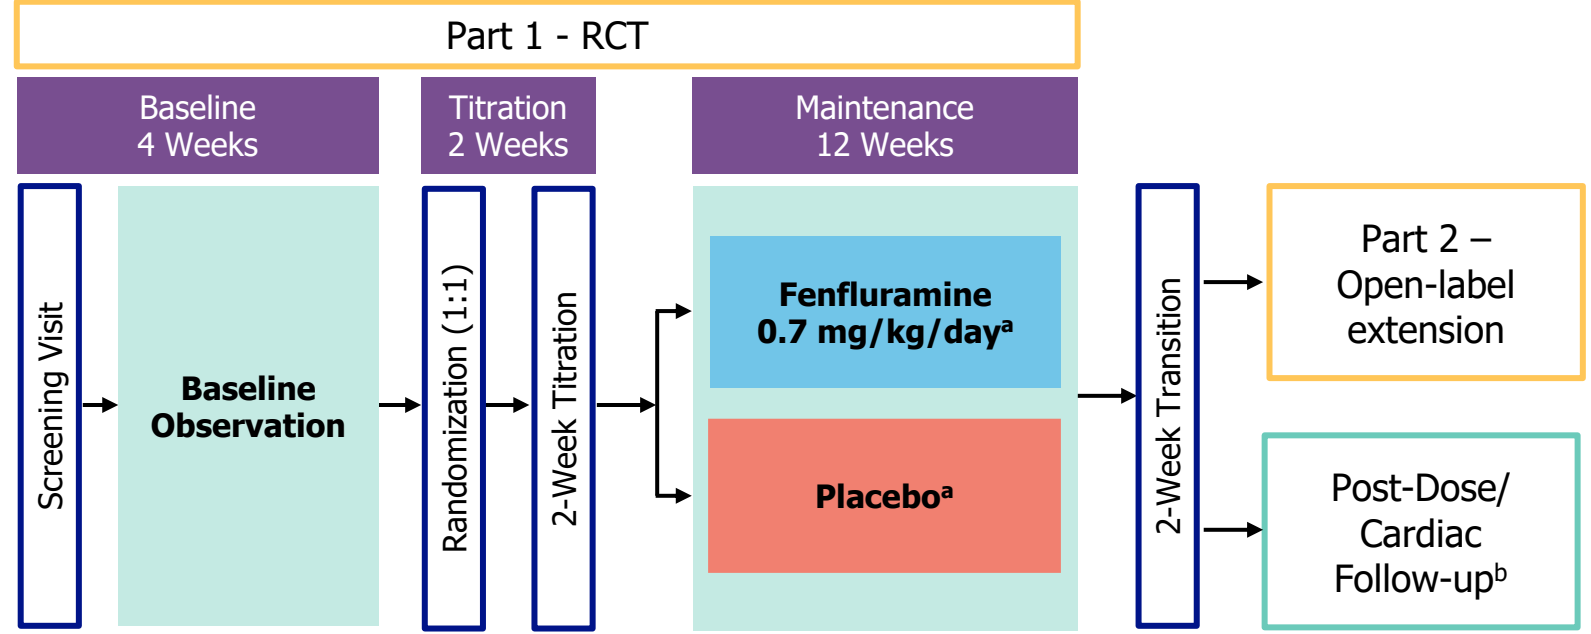 Part 1 - RCT
Baseline
4 Weeks
Titration
2 Weeks
Maintenance
12 Weeks
Screening Visit
Baseline
Observation
Randomization (1:1)
2-Week Titration
Fenfluramine
0.7 mg/kg/dayᵃ
Placeboᵃ
2-Week Transition
Part 2 –
Open-label
extension
Post-Dose/
Cardiac
Follow-upᵇ